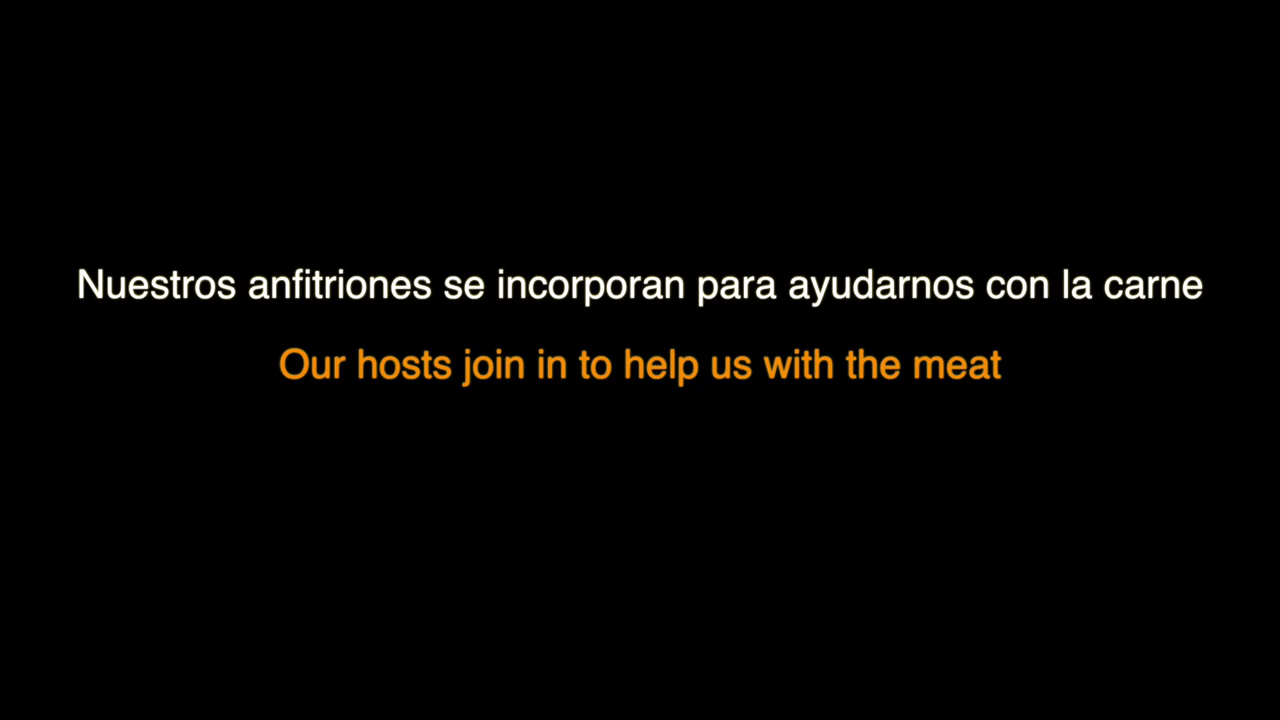 Nuestros anfitriones se incorporan para ayudarnos con la carne
Our hosts join in to help us with the meat